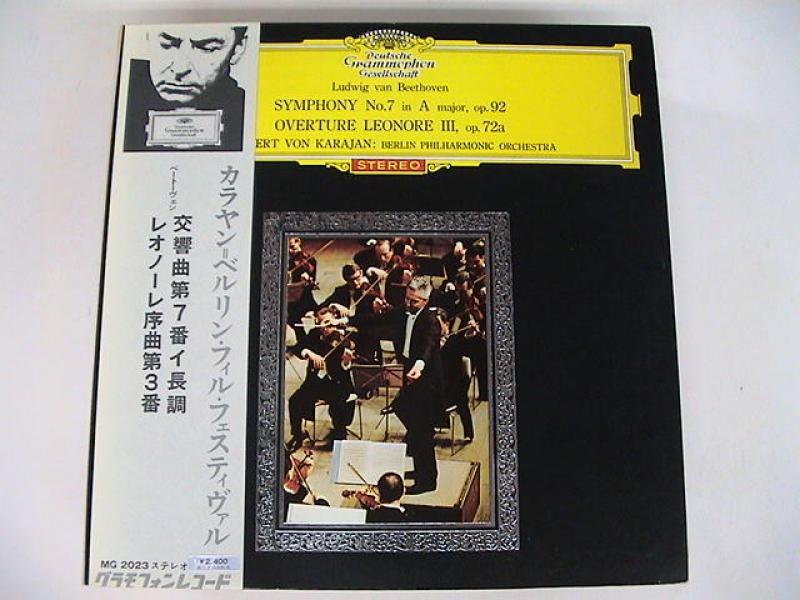 Deutsche
Grammophon
Gesellschaft
Ludwig van Beethoven
SYMPHONY No.7 in A major, op.92
OVERTURE LEONORE III, op.72a
ERT VON KARAJAN: BERLIN PHILHARMONIC ORCHESTRA
STEREO
Deutsche
Grammophon
Gesellschaft
カラヤン=ベルリン・フィル・フェスティヴァル
ベートーヴェン
交響曲第7番イ長調
レオノーレ序曲第3番
MG 2023 ステレオ
¥2,400
グラモフォンレコード